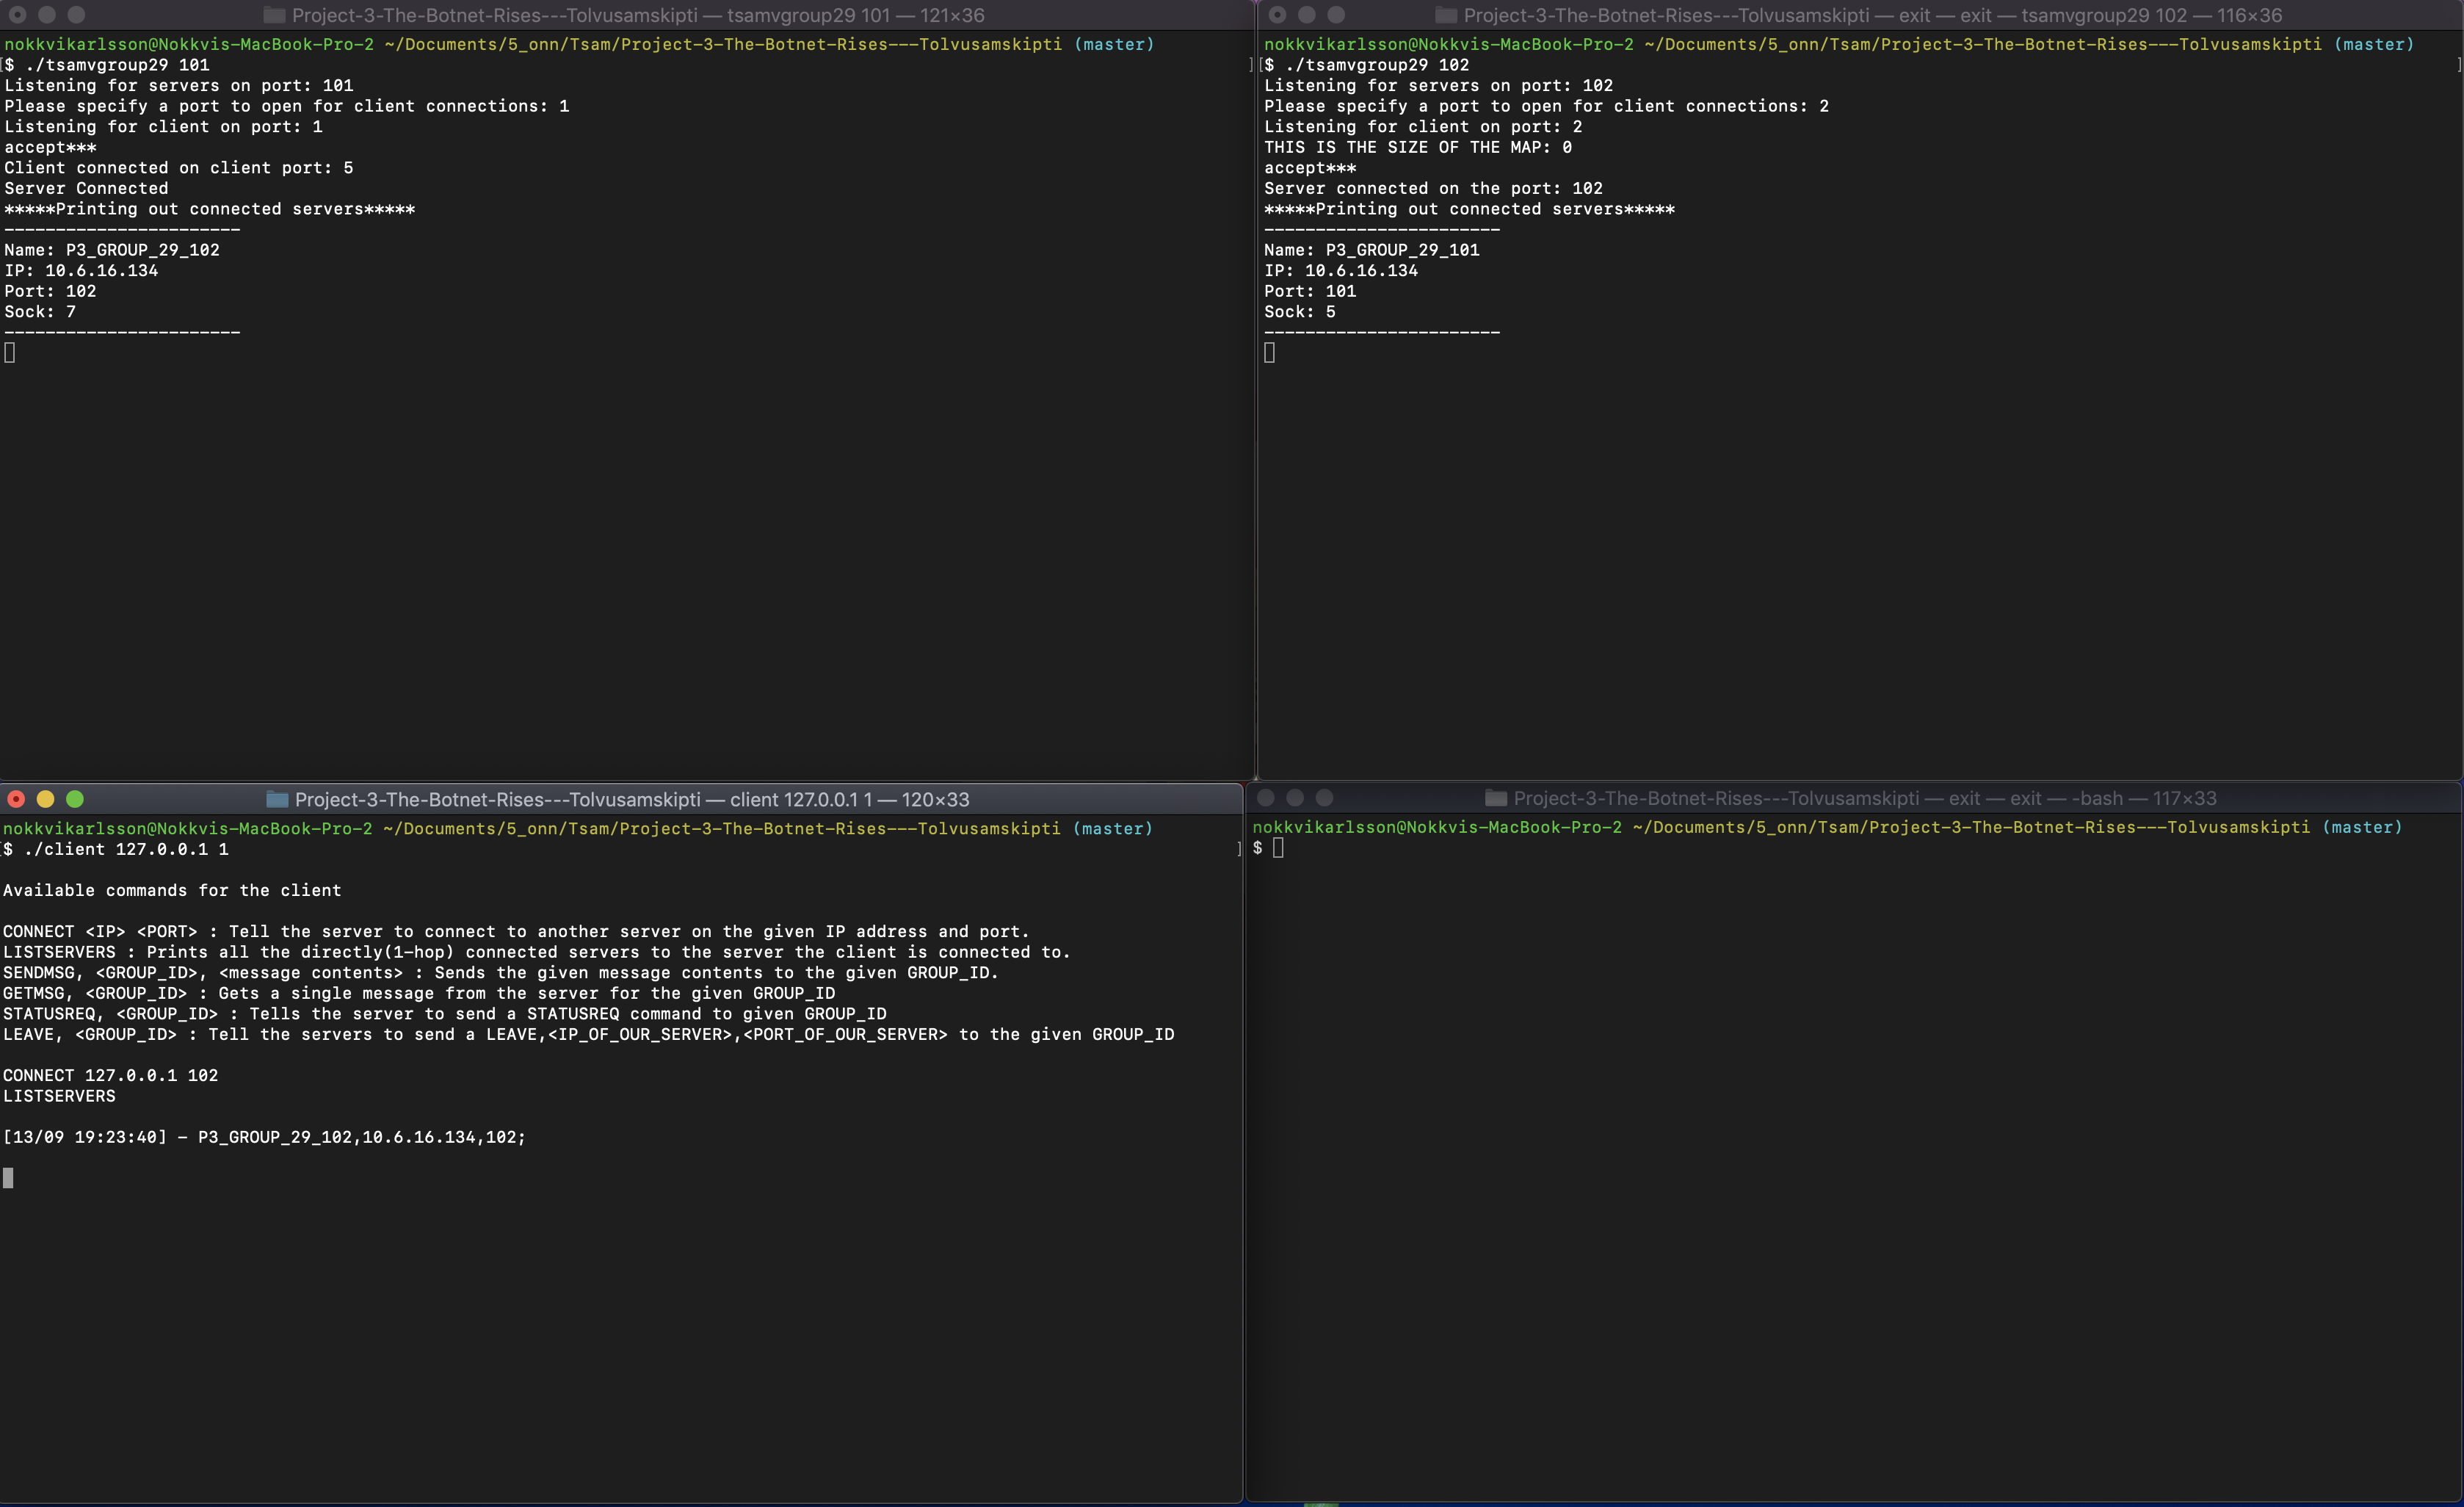 Project-3-The-Botnet-Rises---Tolvusamskipti — tsamvgroup29 101 — 121×36
nokkvikarlsson@Nokkvis-MacBook-Pro-2 ~/Documents/5_onn/Tsam/Project-3-The-Botnet-Rises---Tolvusamskipti (master)
[$ ./tsamvgroup29 101 ]
Listening for servers on port: 101
Please specify a port to open for client connections: 1
Listening for client on port: 1
accept***
Client connected on client port: 5
Server Connected
*****Printing out connected servers*****
-----------------------
Name: P3_GROUP_29_102
IP: 10.6.16.134
Port: 102
Sock: 7
-----------------------
Project-3-The-Botnet-Rises---Tolvusamskipti — exit — exit — tsamvgroup29 102 — 116×36
nokkvikarlsson@Nokkvis-MacBook-Pro-2 ~/Documents/5_onn/Tsam/Project-3-The-Botnet-Rises---Tolvusamskipti (master)
[$ ./tsamvgroup29 102 ]
Listening for servers on port: 102
Please specify a port to open for client connections: 2
Listening for client on port: 2
THIS IS THE SIZE OF THE MAP: 0
accept***
Server connected on the port: 102
*****Printing out connected servers*****
-----------------------
Name: P3_GROUP_29_101
IP: 10.6.16.134
Port: 101
Sock: 5
-----------------------
Project-3-The-Botnet-Rises---Tolvusamskipti — client 127.0.0.1 1 — 120×33
nokkvikarlsson@Nokkvis-MacBook-Pro-2 ~/Documents/5_onn/Tsam/Project-3-The-Botnet-Rises---Tolvusamskipti (master)
[$ ./client 127.0.0.1 1 ]
Available commands for the client
CONNECT <IP> <PORT> : Tell the server to connect to another server on the given IP address and port.
LISTSERVERS : Prints all the directly(1-hop) connected servers to the server the client is connected to.
SENDMSG, <GROUP_ID>, <message contents> : Sends the given message contents to the given GROUP_ID.
GETMSG, <GROUP_ID> : Gets a single message from the server for the given GROUP_ID
STATUSREQ, <GROUP_ID> : Tells the server to send a STATUSREQ command to given GROUP_ID
LEAVE, <GROUP_ID> : Tell the servers to send a LEAVE,<IP_OF_OUR_SERVER>,<PORT_OF_OUR_SERVER> to the given GROUP_ID
CONNECT 127.0.0.1 102
LISTSERVERS
[13/09 19:23:40] - P3_GROUP_29_102,10.6.16.134,102;
Project-3-The-Botnet-Rises---Tolvusamskipti — exit — exit — -bash — 117×33
nokkvikarlsson@Nokkvis-MacBook-Pro-2 ~/Documents/5_onn/Tsam/Project-3-The-Botnet-Rises---Tolvusamskipti (master)
$